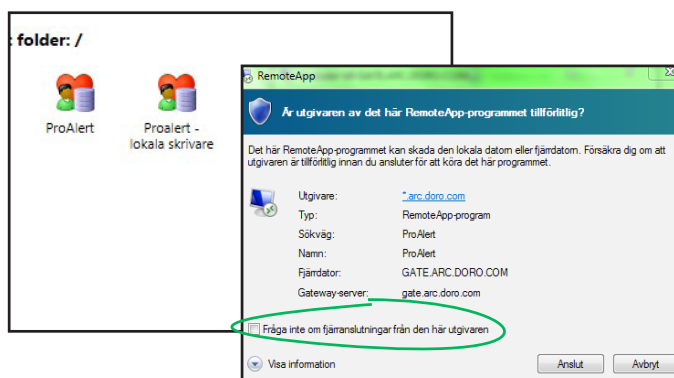 : folder: /
ProAlert
Proalert -
lokala skrivare
RemoteApp
Är utgivaren av det här RemoteApp-programmet tillförlitlig?
Det här RemoteApp-programmet kan skada den lokala datorn eller fjärrdatorn. Försäkra dig om att
utgivaren är tillförlitlig innan du ansluter för att köra det här programmet.
Utgivare: *.arc.doro.com
Typ: RemoteApp-program
Sökväg: ProAlert
Namn: ProAlert
Fjärrdator: GATE.ARC.DORO.COM
Gateway-server: gate.arc.doro.com
Fråga inte om fjärranslutningar från den här utgivaren
Visa information
Anslut Avbryt